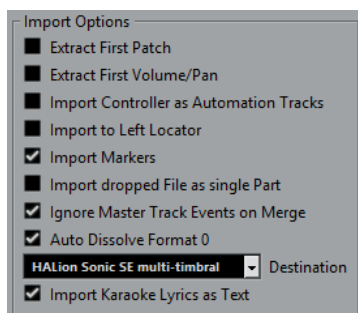 Import Options
Extract First Patch
Extract First Volume/Pan
Import Controller as Automation Tracks
Import to Left Locator
Import Markers
Import dropped File as single Part
Ignore Master Track Events on Merge
Auto Dissolve Format 0
HALion Sonic SE multi-timbral Destination
Import Karaoke Lyrics as Text